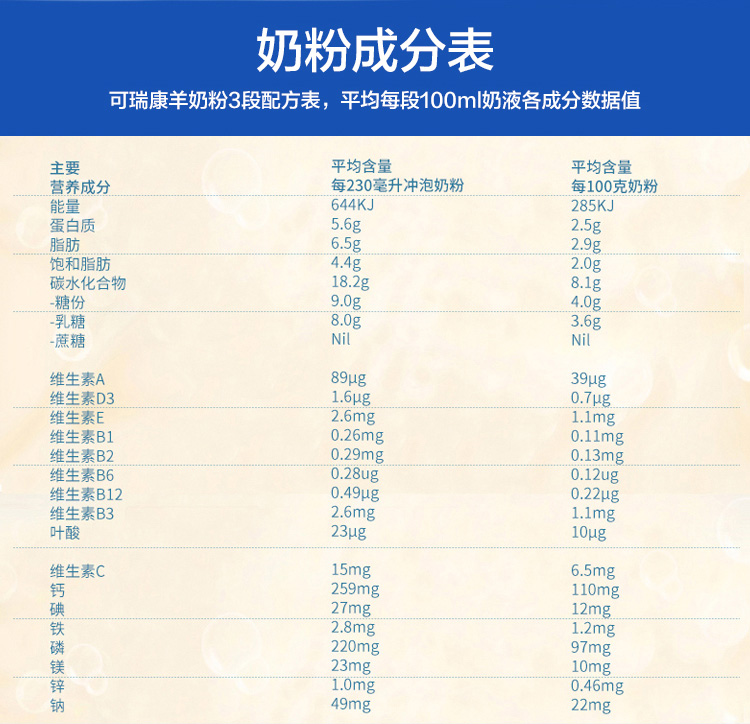 奶粉成分表
可瑞康羊奶粉3段配方表，平均每段100ml奶液各成分数据值
主要 平均含量 平均含量
营养成分 每230毫升冲泡奶粉 每100克奶粉
能量 644KJ 285KJ
蛋白质 5.6g 2.5g
脂肪 6.5g 2.9g
饱和脂肪 4.4g 2.0g
碳水化合物 18.2g 8.1g
-糖份 9.0g 4.0g
-乳糖 8.0g 3.6g
-蔗糖 Nil Nil
维生素A 89μg 39μg
维生素D3 1.6μg 0.7μg
维生素E 2.6mg 1.1mg
维生素B1 0.26mg 0.11mg
维生素B2 0.29mg 0.13mg
维生素B6 0.28ug 0.12ug
维生素B12 0.49μg 0.22μg
维生素B3 2.6mg 1.1mg
叶酸 23μg 10μg
维生素C 15mg 6.5mg
钙 259mg 110mg
碘 27mg 12mg
铁 2.8mg 1.2mg
磷 220mg 97mg
镁 23mg 10mg
锌 1.0mg 0.46mg
钠 49mg 22mg